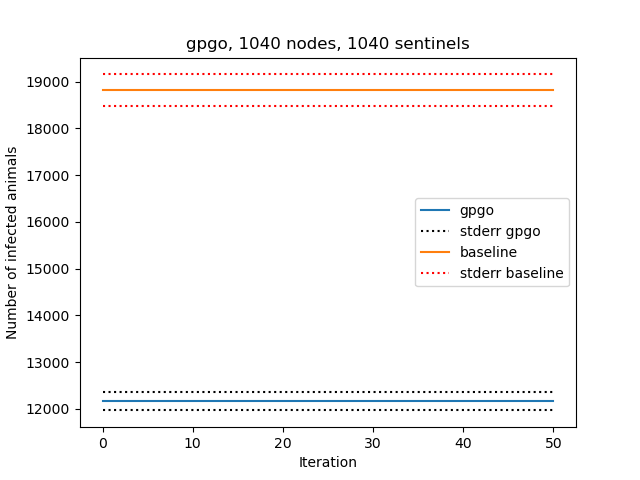 gpgo, 1040 nodes, 1040 sentinels
Number of infected animals
19000
18000
17000
16000
15000
14000
13000
12000
gpgo
stderr gpgo
baseline
stderr baseline
0 10 20 30 40 50
Iteration